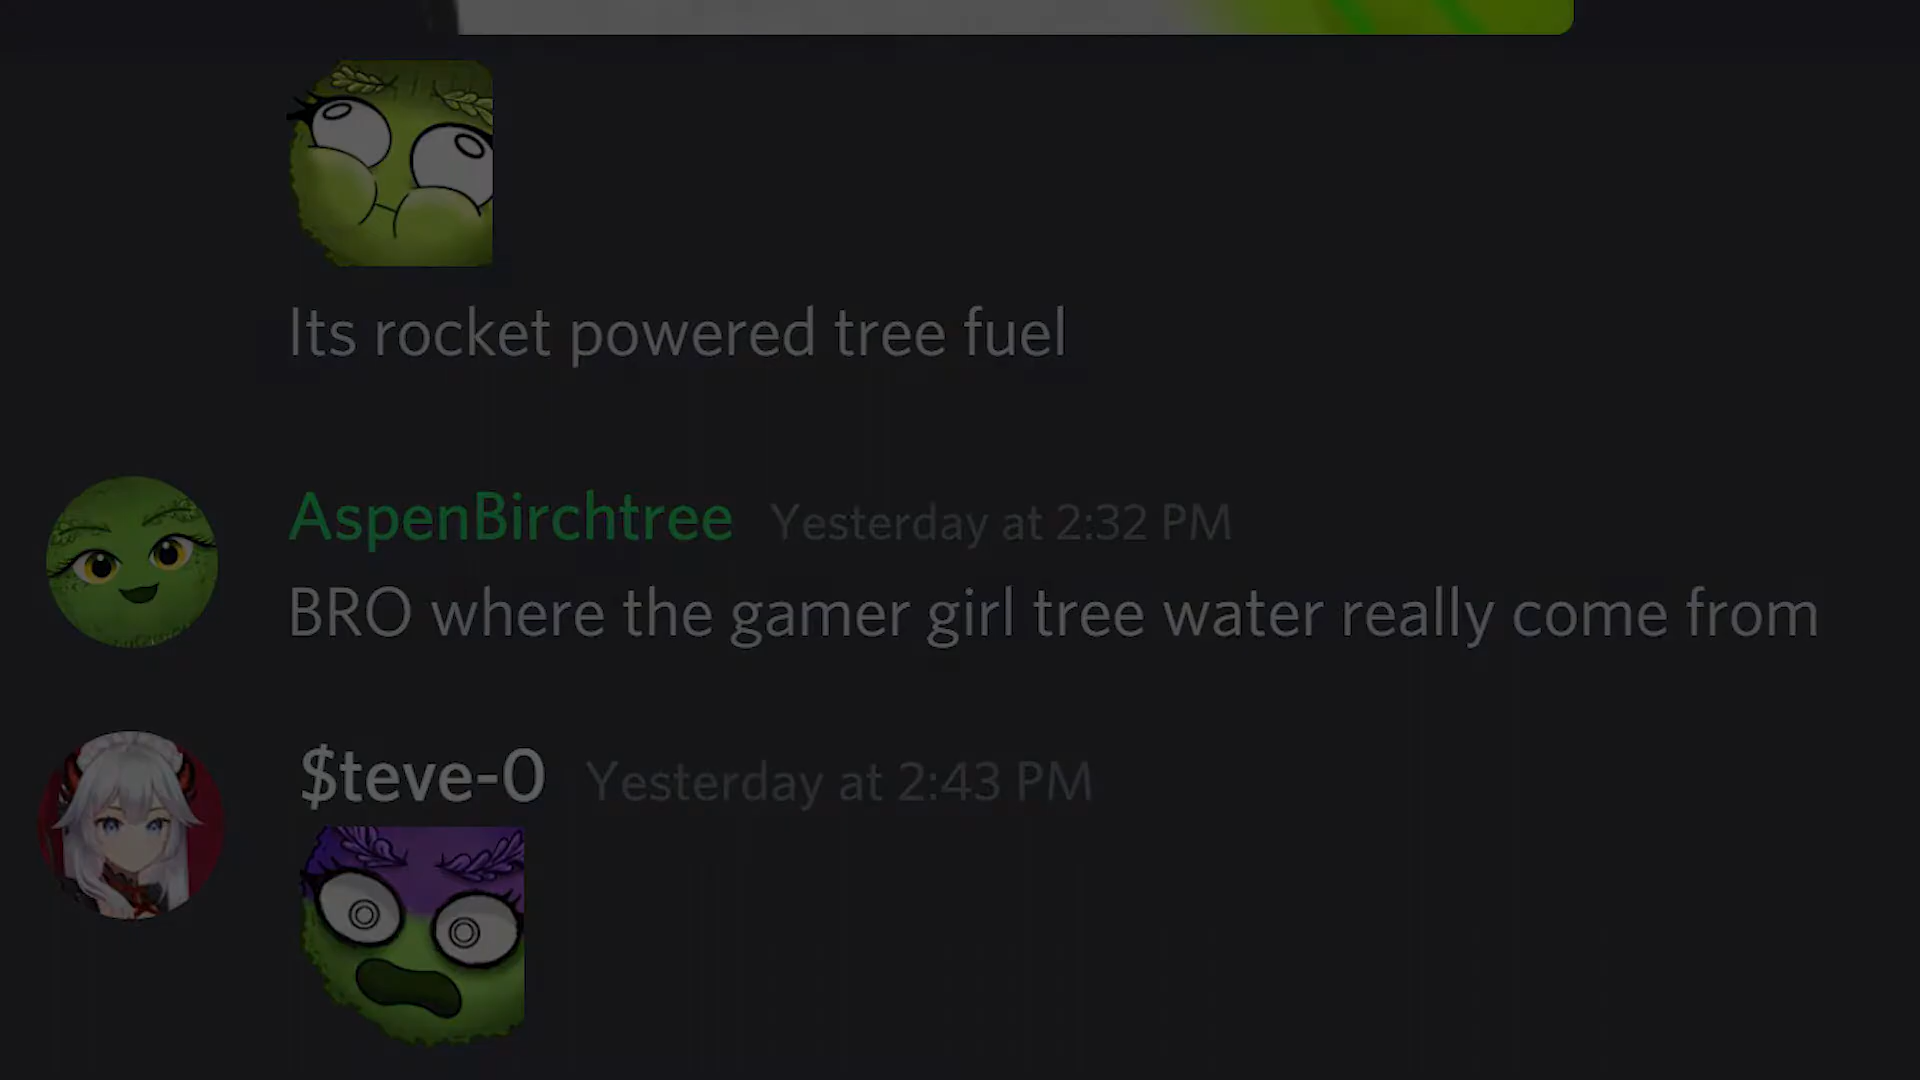 Its rocket powered tree fuel
AspenBirchtree Yesterday at 2:32 PM
BRO where the gamer girl tree water really come from
$teve-O Yesterday at 2:43 PM